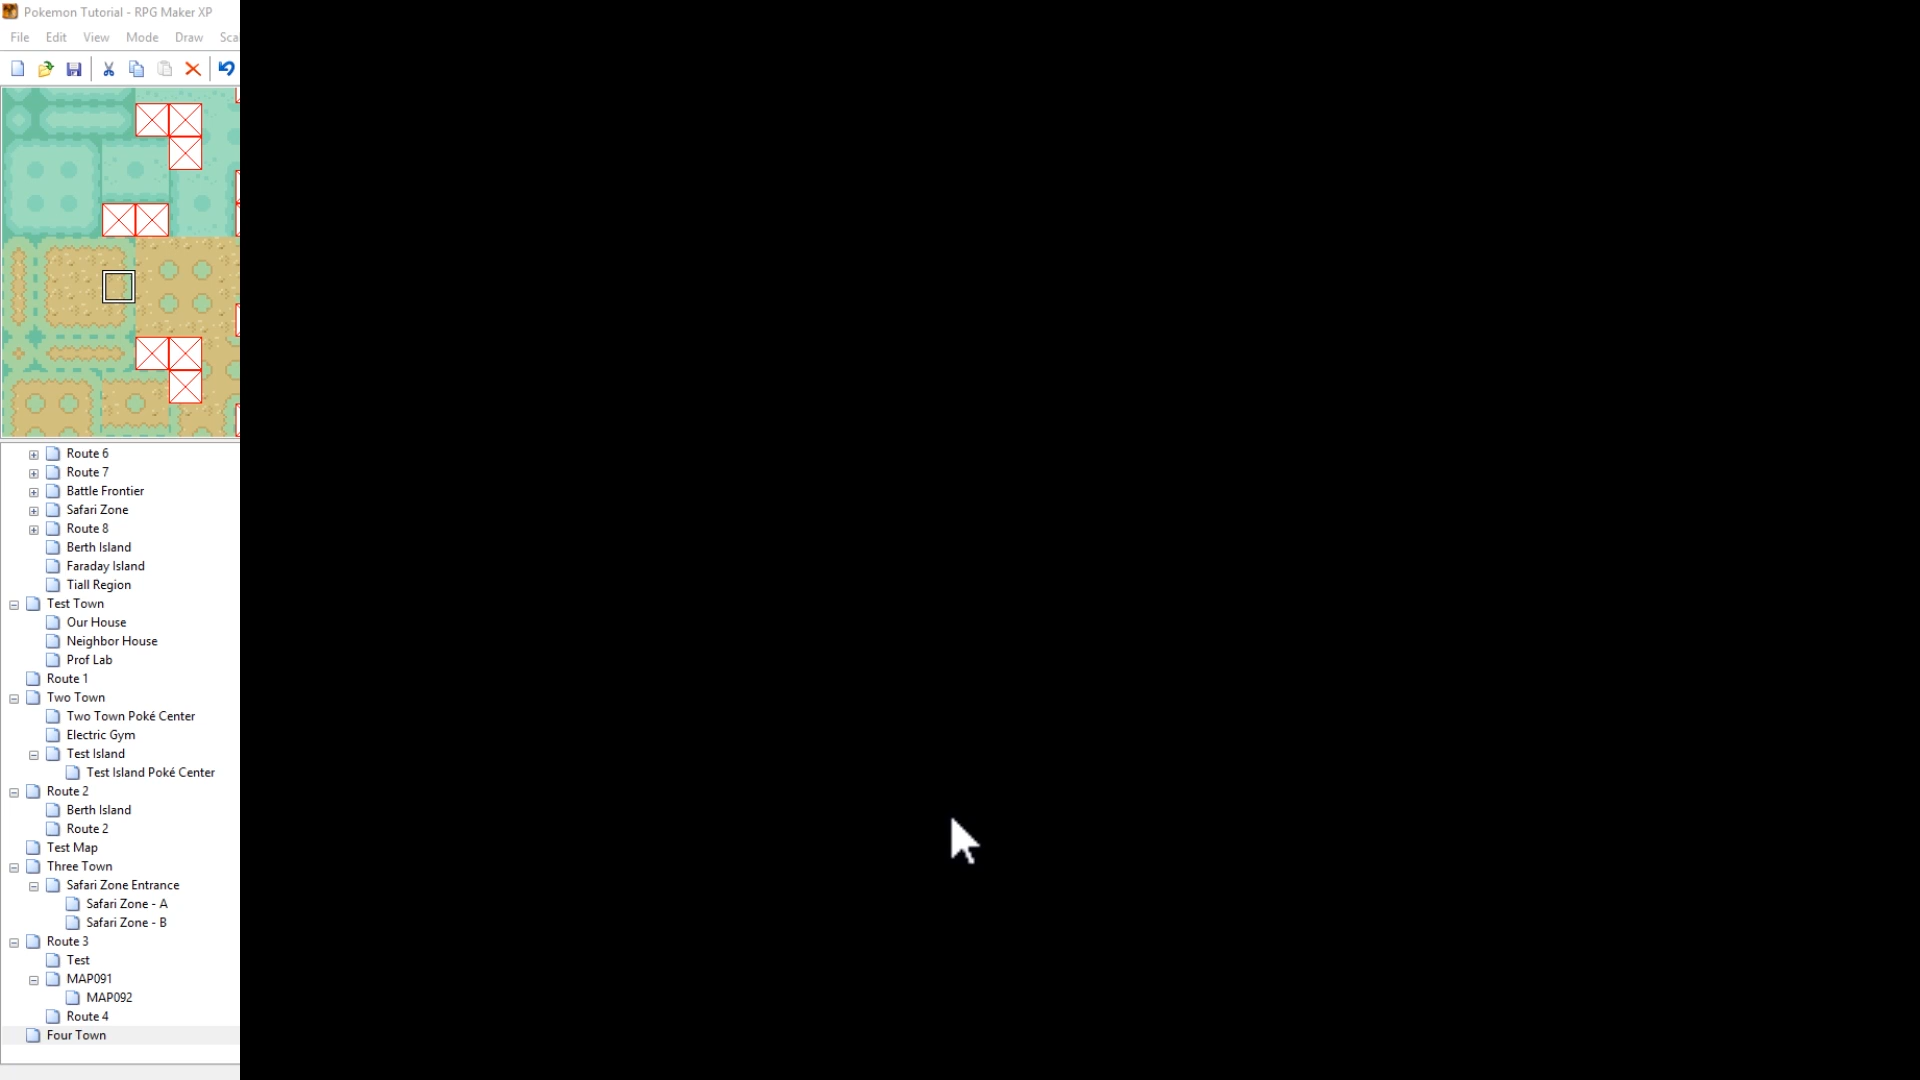 Pokemon Tutorial - RPG Maker XP
File Edit View Mode Draw Sca
Route 6
Route 7
Battle Frontier
Safari Zone
Route 8
Berth Island
Faraday Island
Tiall Region
Test Town
Our House
Neighbor House
Prof Lab
Route 1
Two Town
Two Town Poké Center
Electric Gym
Test Island
Test Island Poké Center
Route 2
Berth Island
Route 2
Test Map
Three Town
Safari Zone Entrance
Safari Zone - A
Safari Zone - B
Route 3
Test
MAP091
MAP092
Route 4
Four Town